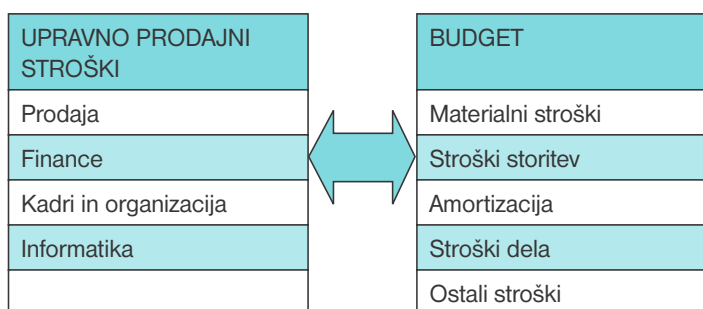 UPRAVNO PRODAJNI
STROŠKI
Prodaja
Finance
Kadri in organizacija
Informatika
BUDGET
Materialni stroški
Stroški storitev
Amortizacija
Stroški dela
Ostali stroški